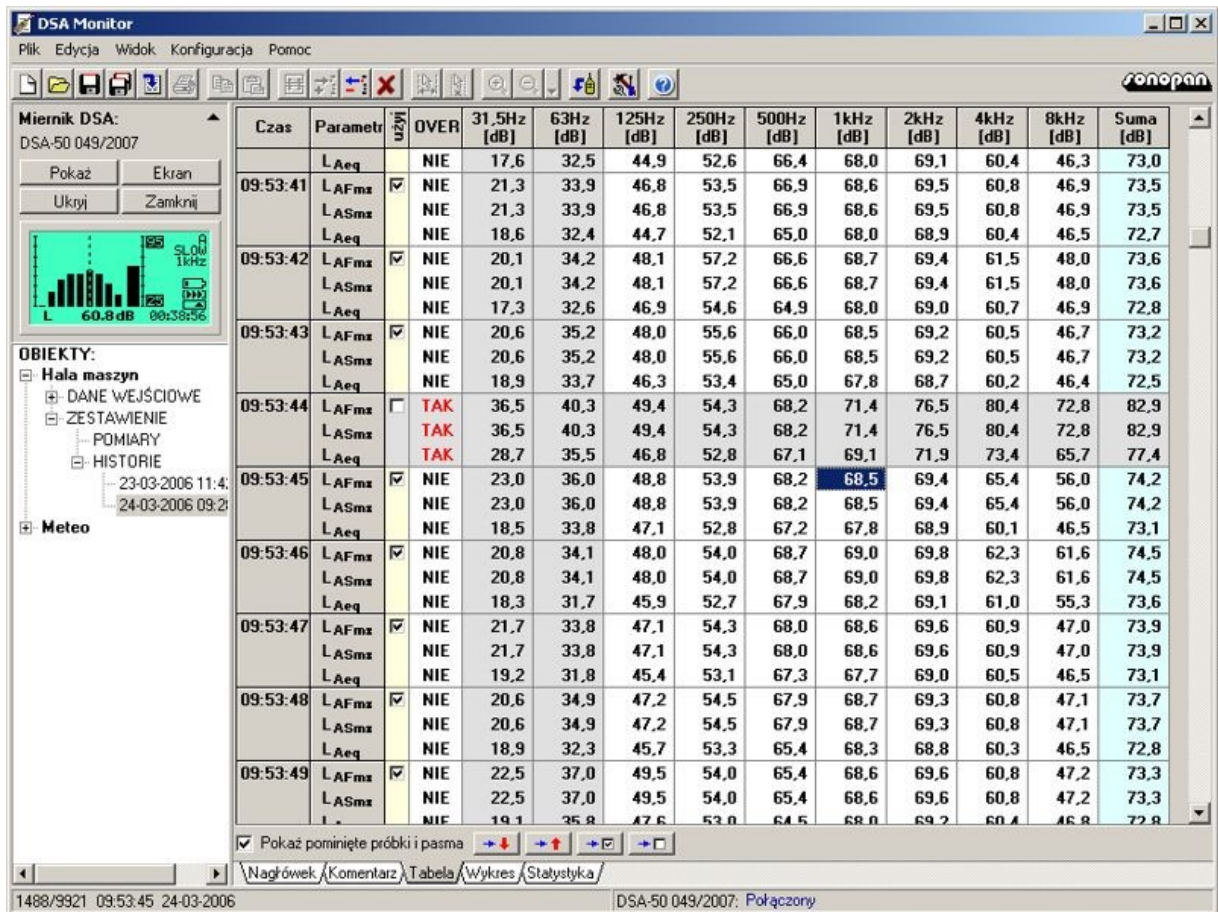 DSA Monitor
Plik Edycja Widok Konfiguracja Pomoc
sonopan
Miernik DSA:
DSA-50 049/2007
Pokaż Ekran
Ukryj Zamknij
95 A
SLOW
1kHz
25
L 60.8dB 00:38:56
OBIEKTY:
Hala maszyn
DANE WEJŚCIOWE
ZESTAWIENIE
POMIARY
HISTORIE
23-03-2006 11:4
24-03-2006 09:2
Meteo
Czas Parametr OVER 31,5Hz [dB] 63Hz [dB] 125Hz [dB] 250Hz [dB] 500Hz [dB] 1kHz [dB] 2kHz [dB] 4kHz [dB] 8kHz [dB] Suma [dB]
LAeq NIE 17,6 32,5 44,9 52,6 66,4 68,0 69,1 60,4 46,3 73,0
09:53:41 LAFmx NIE 21,3 33,9 46,8 53,5 66,9 68,6 69,5 60,8 46,9 73,5
LASmx NIE 21,3 33,9 46,8 53,5 66,9 68,6 69,5 60,8 46,9 73,5
LAeq NIE 18,6 32,4 44,7 52,1 65,0 68,0 68,9 60,4 46,5 72,7
09:53:42 LAFmx NIE 20,1 34,2 48,1 57,2 66,6 68,7 69,4 61,5 48,0 73,6
LASmx NIE 20,1 34,2 48,1 57,2 66,6 68,7 69,4 61,5 48,0 73,6
LAeq NIE 17,3 32,6 46,9 54,6 64,9 68,0 69,0 60,7 46,9 72,8
09:53:43 LAFmx NIE 20,6 35,2 48,0 55,6 66,0 68,5 69,2 60,5 46,7 73,2
LASmx NIE 20,6 35,2 48,0 55,6 66,0 68,5 69,2 60,5 46,7 73,2
LAeq NIE 18,9 33,7 46,3 53,4 65,0 67,8 68,7 60,2 46,4 72,5
09:53:44 LAFmx TAK 36,5 40,3 49,4 54,3 68,2 71,4 76,5 80,4 72,8 82,9
LASmx TAK 36,5 40,3 49,4 54,3 68,2 71,4 76,5 80,4 72,8 82,9
LAeq TAK 28,7 35,5 46,8 52,8 67,1 69,1 71,9 73,4 65,7 77,4
09:53:45 LAFmx NIE 23,0 36,0 48,8 53,9 68,2 68,5 69,4 65,4 56,0 74,2
LASmx NIE 23,0 36,0 48,8 53,9 68,2 68,5 69,4 65,4 56,0 74,2
LAeq NIE 18,5 33,8 47,1 52,8 67,2 67,8 68,9 60,1 46,5 73,1
09:53:46 LAFmx NIE 20,8 34,1 48,0 54,0 68,7 69,0 69,8 62,3 61,6 74,5
LASmx NIE 20,8 34,1 48,0 54,0 68,7 69,0 69,8 62,3 61,6 74,5
LAeq NIE 18,3 31,7 45,9 52,7 67,9 68,2 69,1 61,0 55,3 73,6
09:53:47 LAFmx NIE 21,7 33,8 47,1 54,3 68,0 68,6 69,6 60,9 47,0 73,9
LASmx NIE 21,7 33,8 47,1 54,3 68,0 68,6 69,6 60,9 47,0 73,9
LAeq NIE 19,2 31,8 45,4 53,1 67,3 67,7 69,0 60,5 46,5 73,1
09:53:48 LAFmx NIE 20,6 34,9 47,2 54,5 67,9 68,7 69,3 60,8 47,1 73,7
LASmx NIE 20,6 34,9 47,2 54,5 67,9 68,7 69,3 60,8 47,1 73,7
LAeq NIE 18,9 32,3 45,7 53,3 65,4 68,3 68,8 60,3 46,5 72,8
09:53:49 LAFmx NIE 22,5 37,0 49,5 54,0 65,4 68,6 69,6 60,8 47,2 73,3
LASmx NIE 22,5 37,0 49,5 54,0 65,4 68,6 69,6 60,8 47,2 73,3
NIE 19,1 35,8 47,6 53,0 64,5 68,0 69,2 60,4 46,8 72,8
Pokaż pominięte próbki i pasma
Nagłówek Komentarz Tabela Wykres Statystyka
1488/9921 09:53:45 24-03-2006 DSA-50 049/2007: Połączony